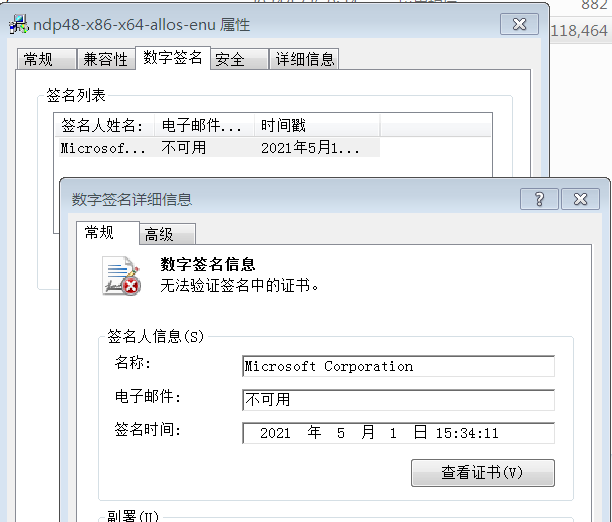 882
ndp48-x86-x64-allos-enu 属性
118,464
常规 兼容性 数字签名 安全 详细信息
签名列表
签名人姓名: 电子邮件... 时间戳
Microsof... 不可用 2021年5月1...
数字签名详细信息
常规 高级
数字签名信息
无法验证签名中的证书。
签名人信息(S)
名称: Microsoft Corporation
电子邮件: 不可用
签名时间: 2021 年 5 月 1 日 15:34:11
查看证书(V)
副署(U)